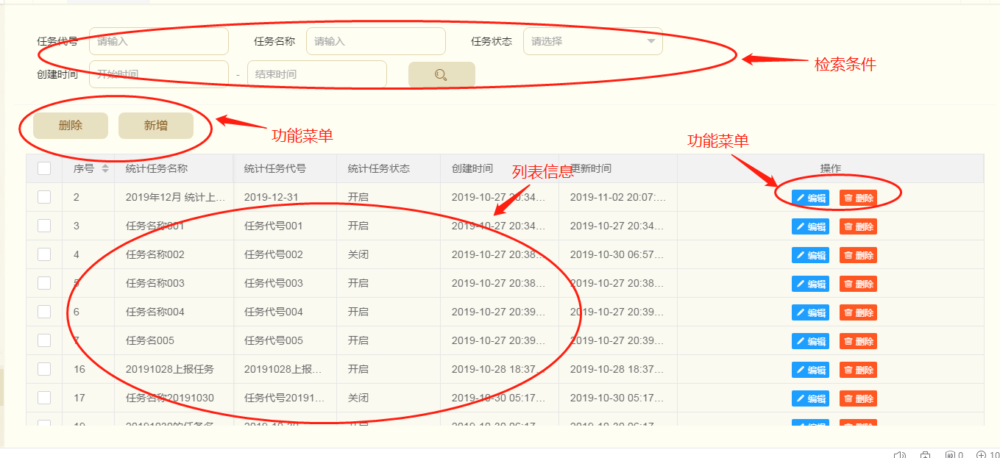 任务代号 请输入 任务名称 请输入 任务状态 请选择
检索条件
创建时间 开始时间 - 结束时间
删除 新增
功能菜单
功能菜单
列表信息
序号 统计任务名称 统计任务代号 统计任务状态 创建时间 更新时间 操作
2 2019年12月 统计上... 2019-12-31 开启 2019-10-27 20:34... 2019-11-02 20:07:... 编辑 删除
3 任务名称001 任务代号001 开启 2019-10-27 20:34... 2019-10-27 20:34... 编辑 删除
4 任务名称002 任务代号002 关闭 2019-10-27 20:38... 2019-10-30 06:57... 编辑 删除
5 任务名称003 任务代号003 开启 2019-10-27 20:38... 2019-10-27 20:38... 编辑 删除
6 任务名称004 任务代号004 开启 2019-10-27 20:39... 2019-10-27 20:39... 编辑 删除
7 任务名005 任务代号005 开启 2019-10-27 20:39... 2019-10-27 20:39... 编辑 删除
16 20191028上报任务 20191028上报... 开启 2019-10-28 18:37... 2019-10-28 18:37... 编辑 删除
17 任务名称20191030 任务代号20191... 关闭 2019-10-30 05:17... 2019-10-30 05:17... 编辑 删除
0 10